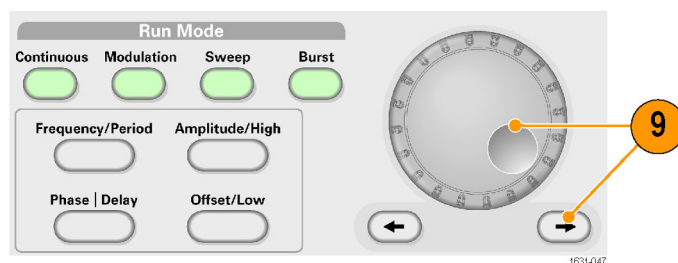 Run Mode
Continuous Modulation Sweep Burst
Frequency/Period Amplitude/High
Phase | Delay Offset/Low
9
1631-047